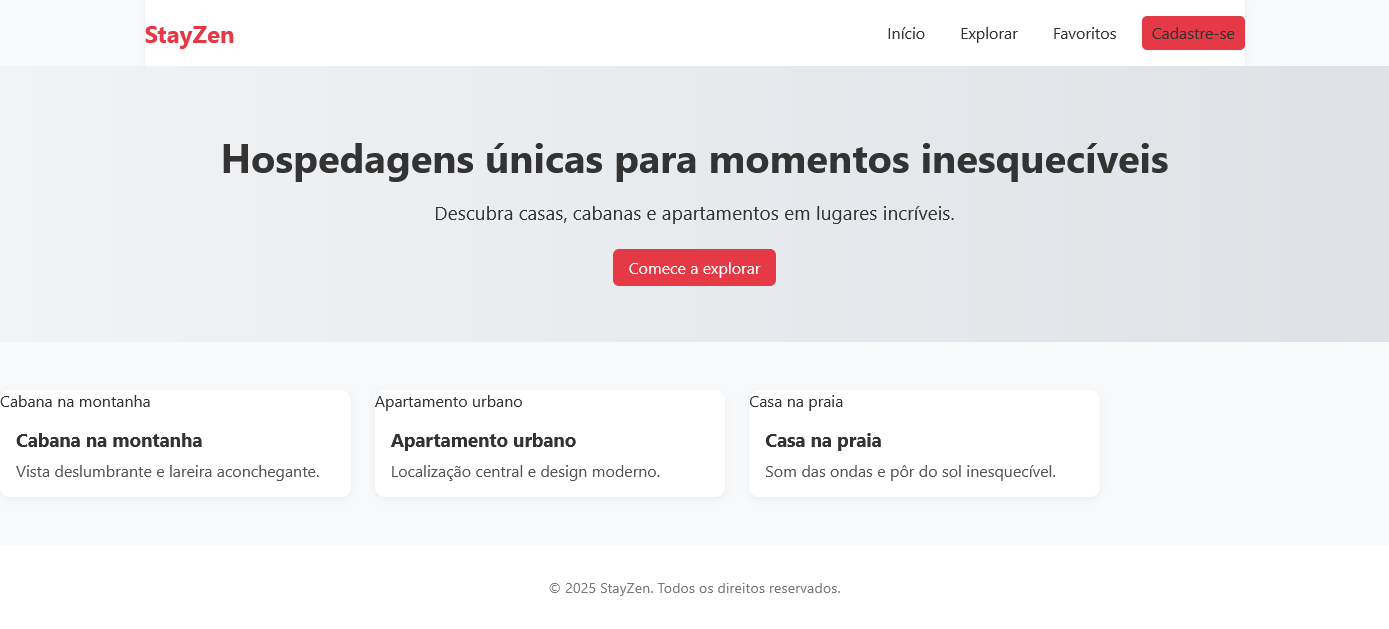 StayZen
Início Explorar Favoritos Cadastre-se
Hospedagens únicas para momentos inesquecíveis
Descubra casas, cabanas e apartamentos em lugares incríveis.
Comece a explorar
Cabana na montanha
Cabana na montanha
Vista deslumbrante e lareira aconchegante.
Apartamento urbano
Apartamento urbano
Localização central e design moderno.
Casa na praia
Casa na praia
Som das ondas e pôr do sol inesquecível.
© 2025 StayZen. Todos os direitos reservados.